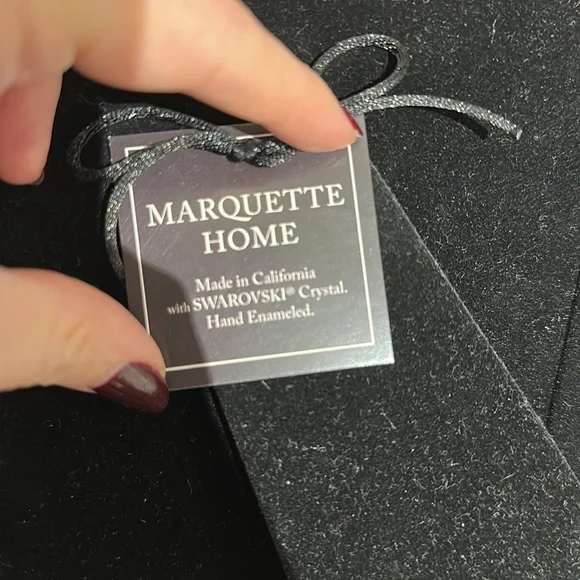 MARQUETTE
HOME
Made in California
with SWAROVSKI® Crystal.
Hand Enameled.